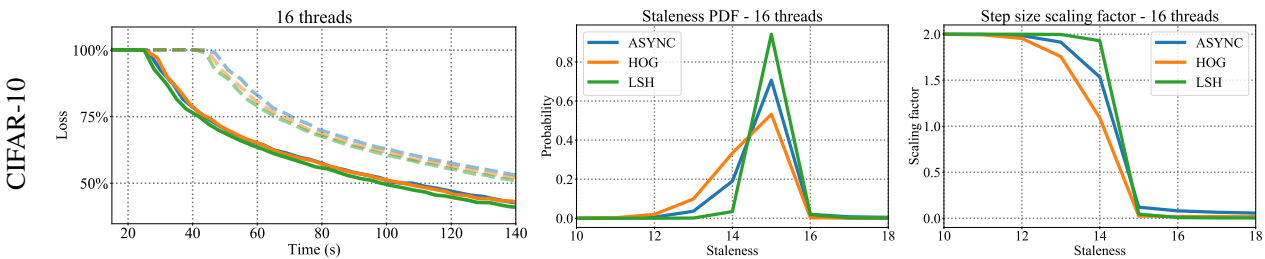 CIFAR-10
16 threads
Loss
100%
75%
50%
20 40 60 80 100 120 140
Time (s)
Staleness PDF - 16 threads
Probability
0.8
0.6
0.4
0.2
0.0
ASYNC
HOG
LSH
10 12 14 16 18
Staleness
Step size scaling factor - 16 threads
Scaling factor
2.0
1.5
1.0
0.5
0.0
ASYNC
HOG
LSH
10 12 14 16 18
Staleness